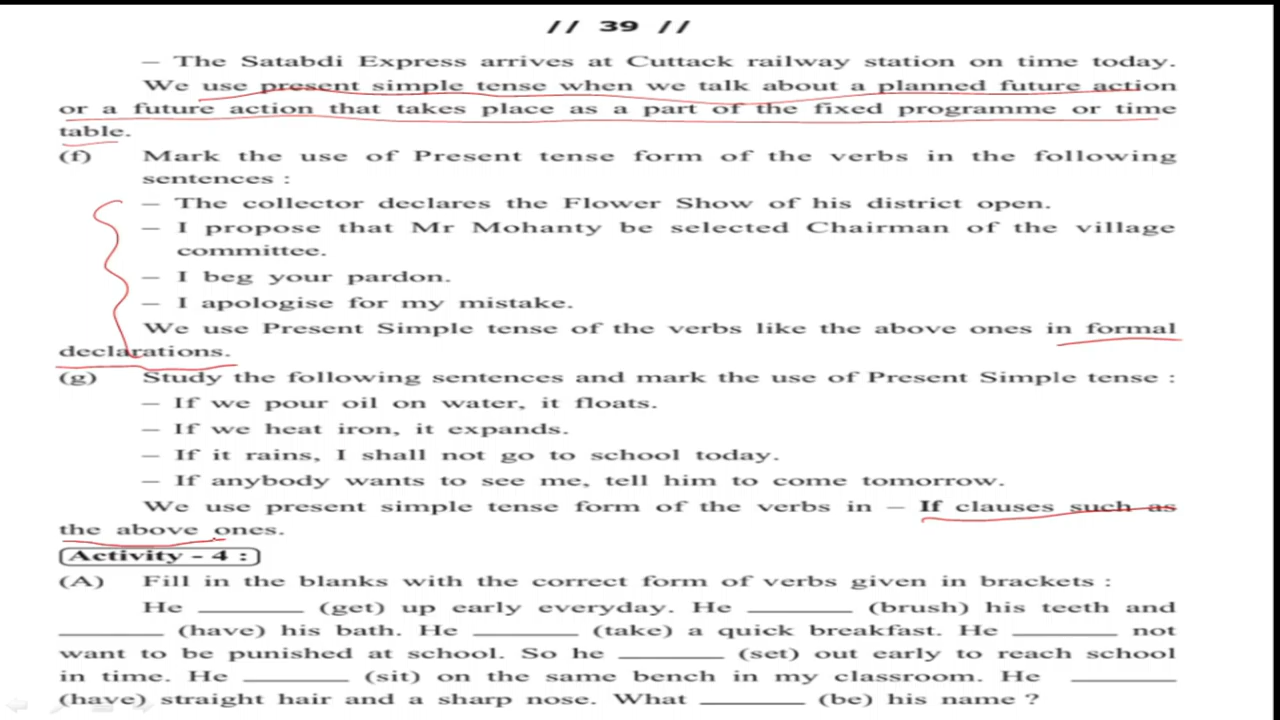 // 39 //
– The Satabdi Express arrives at Cuttack railway station on time today.
We use present simple tense when we talk about a planned future action
or a future action that takes place as a part of the fixed programme or time
table.
(f) Mark the use of Present tense form of the verbs in the following
sentences :
– The collector declares the Flower Show of his district open.
– I propose that Mr Mohanty be selected Chairman of the village
committee.
– I beg your pardon.
– I apologise for my mistake.
We use Present Simple tense of the verbs like the above ones in formal
declarations.
(g) Study the following sentences and mark the use of Present Simple tense :
– If we pour oil on water, it floats.
– If we heat iron, it expands.
– If it rains, I shall not go to school today.
– If anybody wants to see me, tell him to come tomorrow.
We use present simple tense form of the verbs in – If clauses such as
the above ones.
Activity - 4 :
(A) Fill in the blanks with the correct form of verbs given in brackets :
He ________ (get) up early everyday. He ________ (brush) his teeth and
________ (have) his bath. He ________ (take) a quick breakfast. He ________ not
want to be punished at school. So he ________ (set) out early to reach school
in time. He ________ (sit) on the same bench in my classroom. He ________
(have) straight hair and a sharp nose. What ________ (be) his name ?